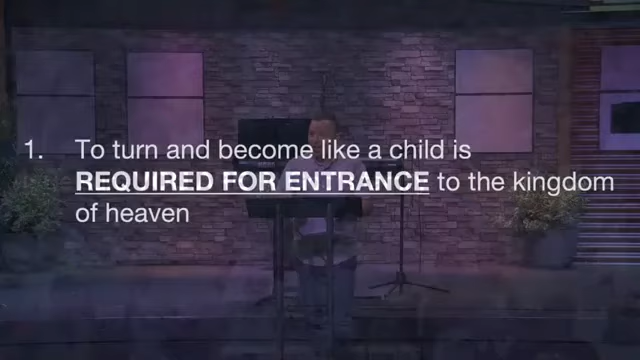 1. To turn and become like a child is
REQUIRED FOR ENTRANCE to the kingdom
of heaven